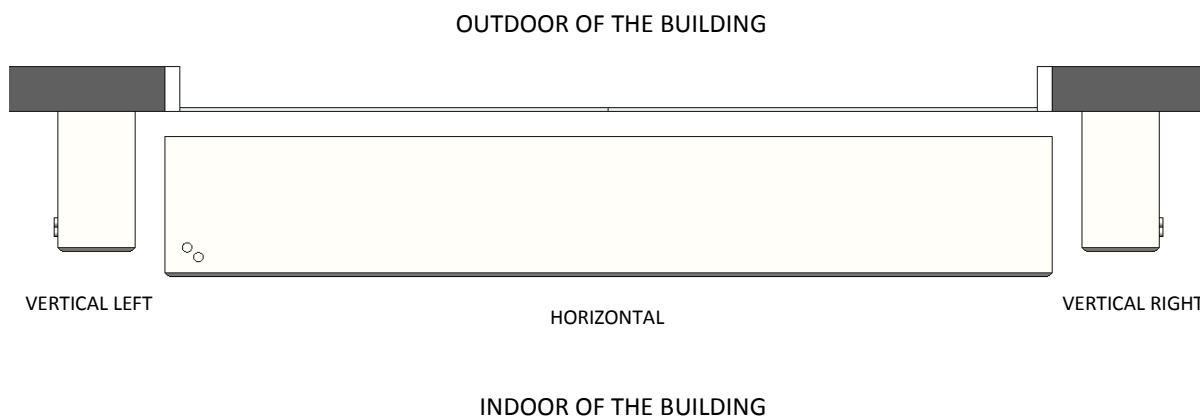 OUTDOOR OF THE BUILDING
VERTICAL LEFT
HORIZONTAL
VERTICAL RIGHT
INDOOR OF THE BUILDING